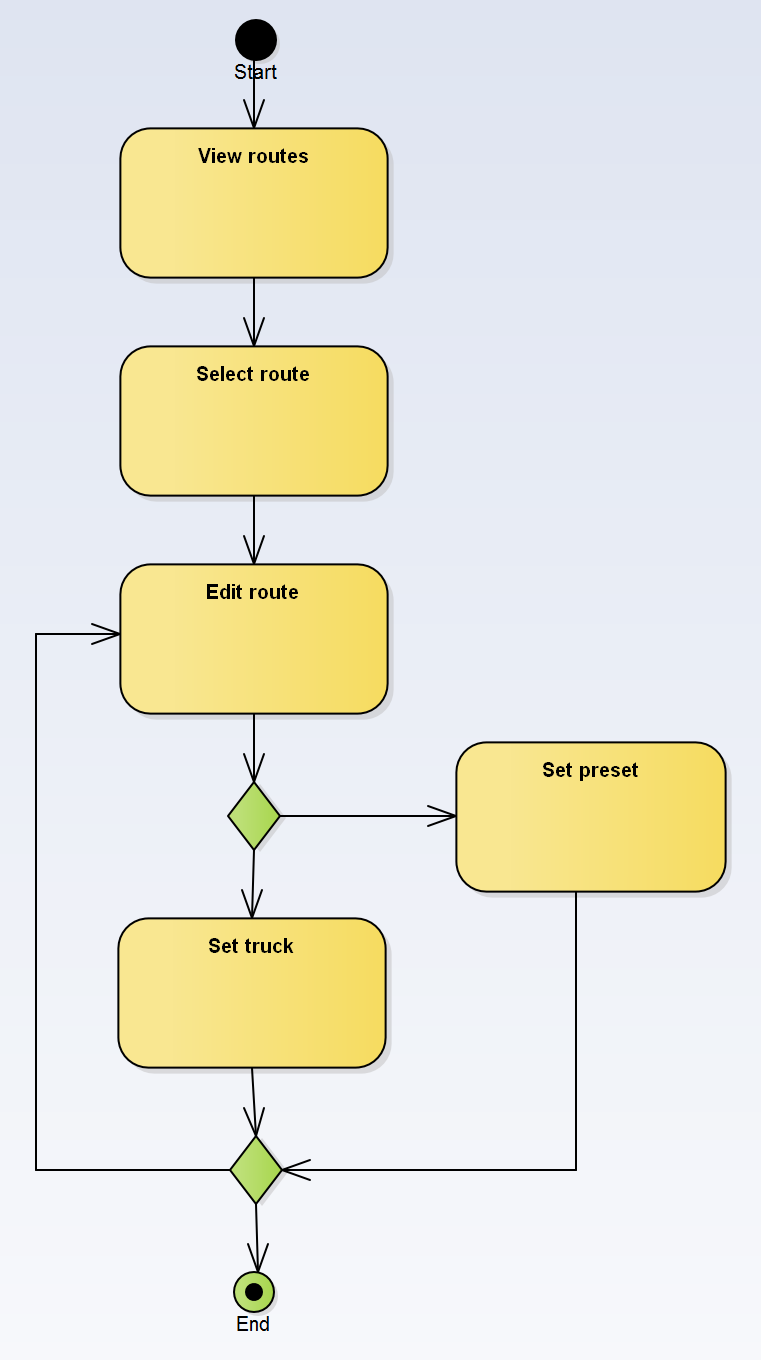 Start
View routes
Select route
Edit route
Set preset
Set truck
End